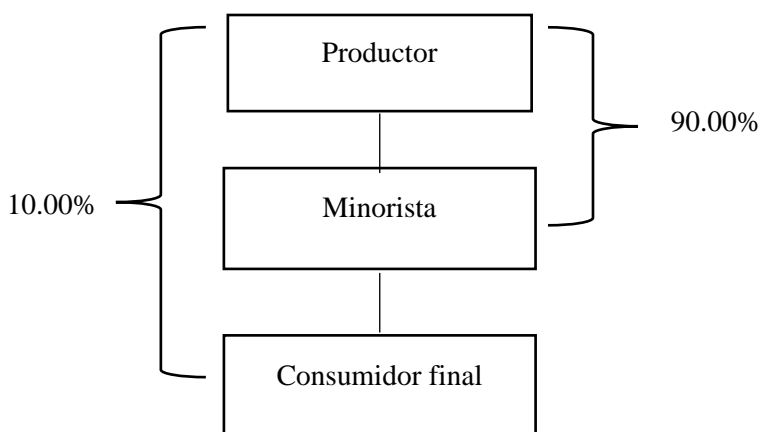 Productor
90.00%
10.00%
Minorista
Consumidor final